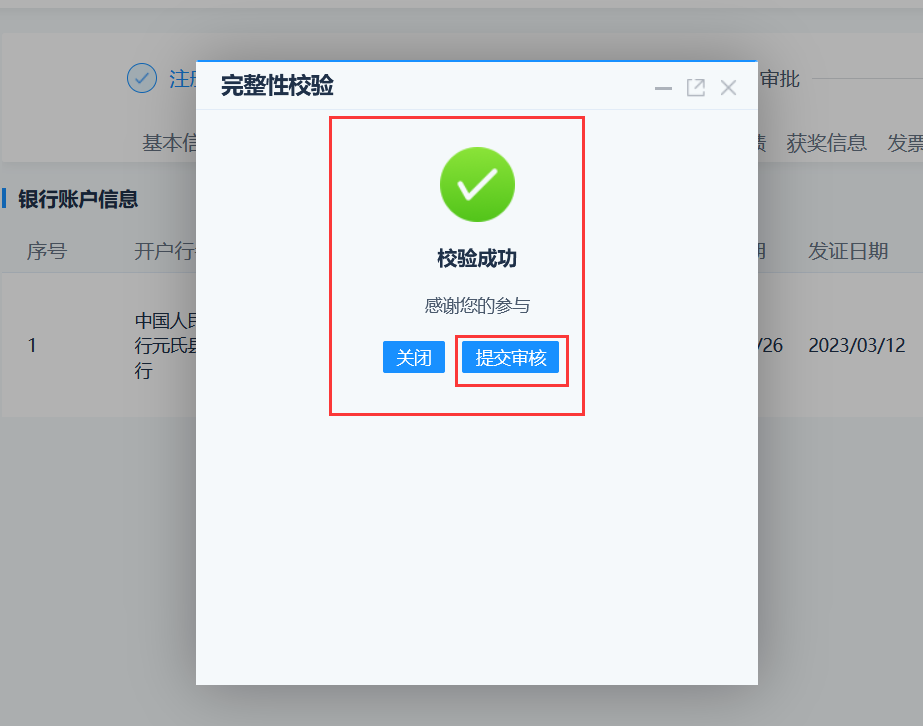 注册
审批
完整性校验
基本信
绩 获奖信息 发票
校验成功
银行账户信息
感谢您的参与
序号 开户行 期 发证日期
关闭 提交审核
中国人民
1 行元氏县 /26 2023/03/12
行